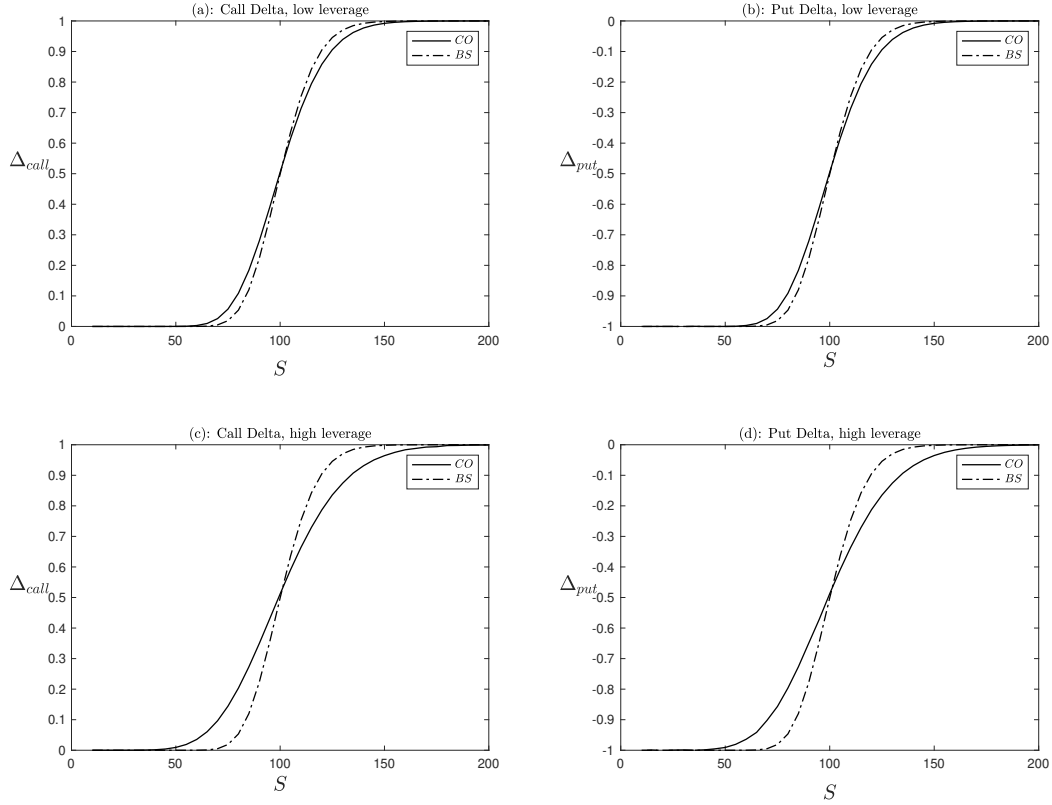 (a): Call Delta, low leverage
1
0.9
0.8
0.7
0.6
0.5
0.4
0.3
0.2
0.1
0
Δcall
CO
BS
0 50 100 150 200
S
(b): Put Delta, low leverage
0
-0.1
-0.2
-0.3
-0.4
-0.5
-0.6
-0.7
-0.8
-0.9
-1
Δput
CO
BS
0 50 100 150 200
S
(c): Call Delta, high leverage
1
0.9
0.8
0.7
0.6
0.5
0.4
0.3
0.2
0.1
0
Δcall
CO
BS
0 50 100 150 200
S
(d): Put Delta, high leverage
0
-0.1
-0.2
-0.3
-0.4
-0.5
-0.6
-0.7
-0.8
-0.9
-1
Δput
CO
BS
0 50 100 150 200
S